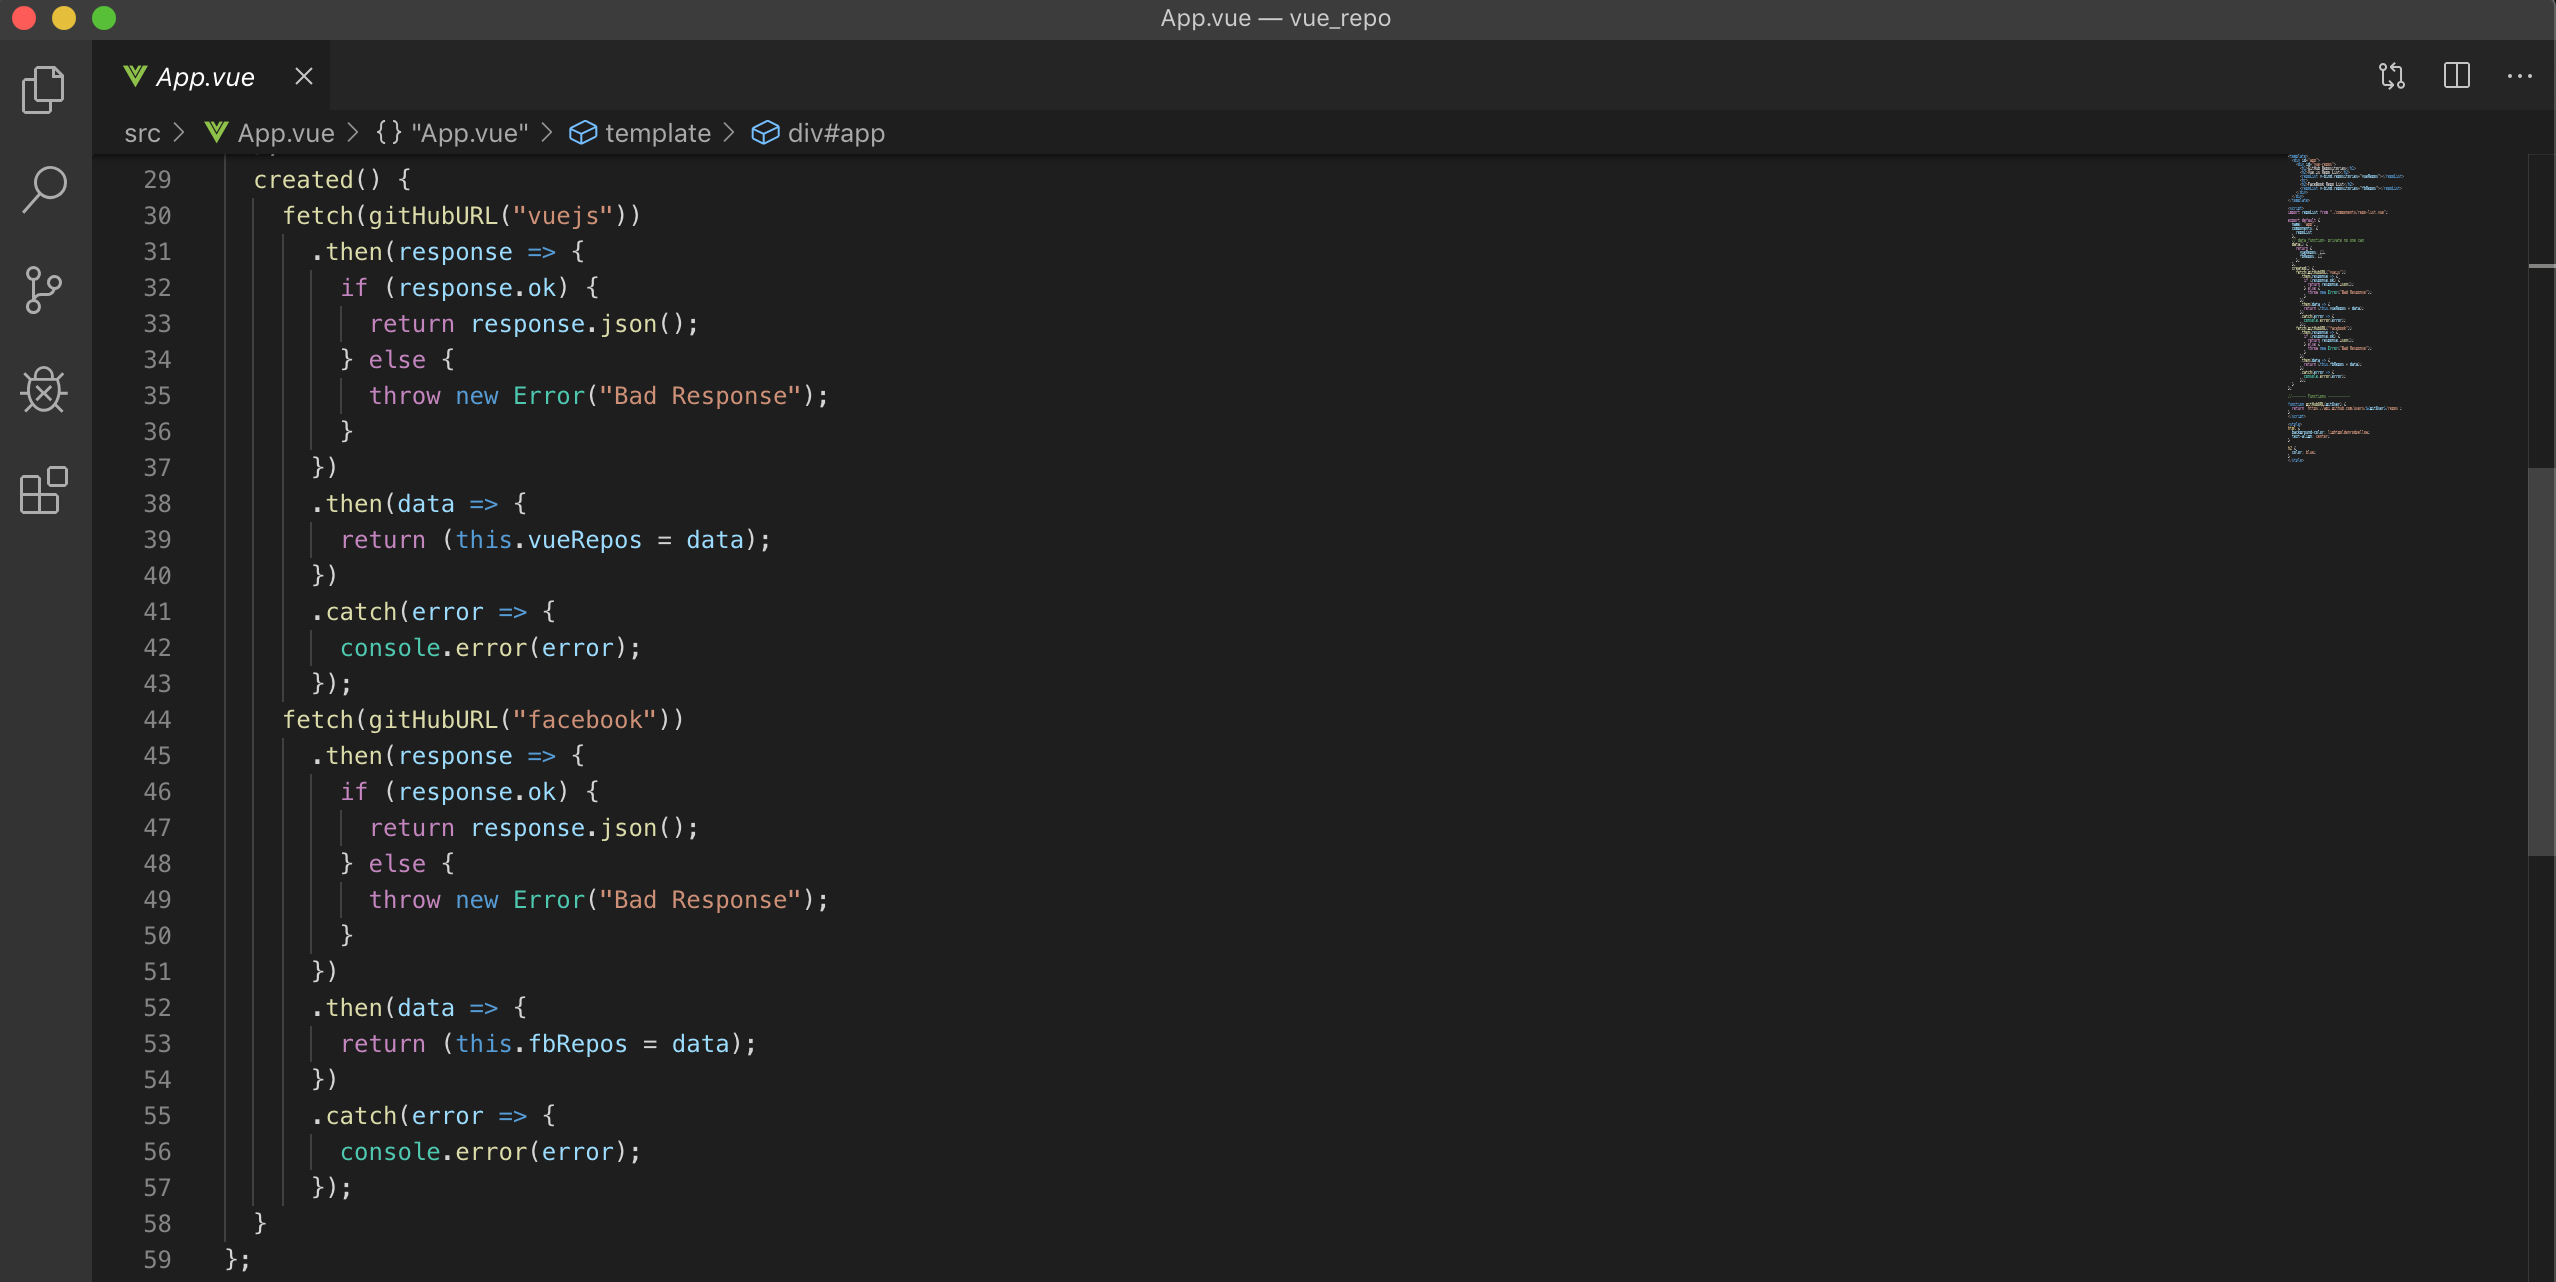 App.vue — vue_repo
App.vue
src > App.vue > {} "App.vue" > template > div#app
29 created() {
30 fetch(gitHubURL("vuejs"))
31 .then(response => {
32 if (response.ok) {
33 return response.json();
34 } else {
35 throw new Error("Bad Response");
36 }
37 })
38 .then(data => {
39 return (this.vueRepos = data);
40 })
41 .catch(error => {
42 console.error(error);
43 });
44 fetch(gitHubURL("facebook"))
45 .then(response => {
46 if (response.ok) {
47 return response.json();
48 } else {
49 throw new Error("Bad Response");
50 }
51 })
52 .then(data => {
53 return (this.fbRepos = data);
54 })
55 .catch(error => {
56 console.error(error);
57 });
58 }
59 };